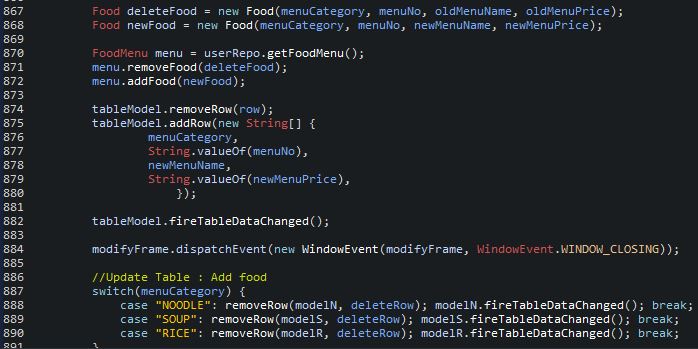 867 Food deleteFood = new Food(menuCategory, menuNo, oldMenuName, oldMenuPrice);
868 Food newFood = new Food(menuCategory, menuNo, newMenuName, newMenuPrice);
869
870 FoodMenu menu = userRepo.getFoodMenu();
871 menu.removeFood(deleteFood);
872 menu.addFood(newFood);
873
874 tableModel.removeRow(row);
875 tableModel.addRow(new String[] {
876 menuCategory,
877 String.valueOf(menuNo),
878 newMenuName,
879 String.valueOf(newMenuPrice),
880 });
881
882 tableModel.fireTableDataChanged();
883
884 modifyFrame.dispatchEvent(new WindowEvent(modifyFrame, WindowEvent.WINDOW_CLOSING));
885
886 //Update Table : Add food
887 switch(menuCategory) {
888 case "NOODLE": removeRow(modelN, deleteRow); modelN.fireTableDataChanged(); break;
889 case "SOUP": removeRow(modelS, deleteRow); modelS.fireTableDataChanged(); break;
890 case "RICE": removeRow(modelR, deleteRow); modelR.fireTableDataChanged(); break;
891 }